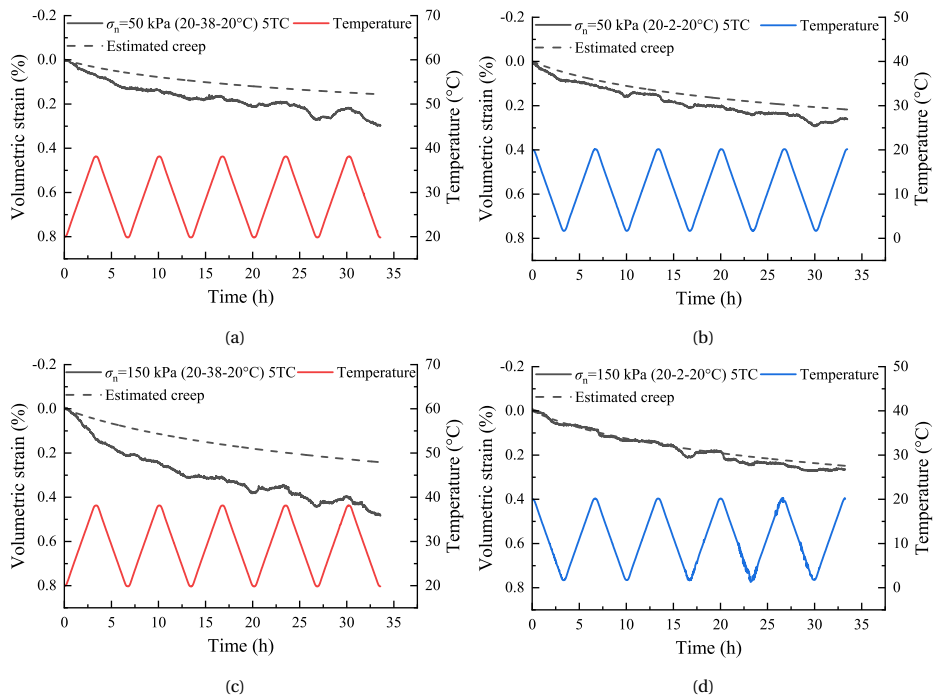 σn=50 kPa (20-38-20°C) 5TC
Temperature
Estimated creep
Volumetric strain (%)
-0.2
0.0
0.2
0.4
0.6
0.8
Temperature (°C)
70
60
50
40
30
20
0 5 10 15 20 25 30 35
Time (h)
(a)
σn=50 kPa (20-2-20°C) 5TC
Temperature
Estimated creep
Volumetric strain (%)
-0.2
0.0
0.2
0.4
0.6
0.8
Temperature (°C)
50
40
30
20
10
0
0 5 10 15 20 25 30 35
Time (h)
(b)
σn=150 kPa (20-38-20°C) 5TC
Temperature
Estimated creep
Volumetric strain (%)
-0.2
0.0
0.2
0.4
0.6
0.8
Temperature (°C)
70
60
50
40
30
20
0 5 10 15 20 25 30 35
Time (h)
(c)
σn=150 kPa (20-2-20°C) 5TC
Temperature
Estimated creep
Volumetric strain (%)
-0.2
0.0
0.2
0.4
0.6
0.8
Temperature (°C)
50
40
30
20
10
0
0 5 10 15 20 25 30 35
Time (h)
(d)